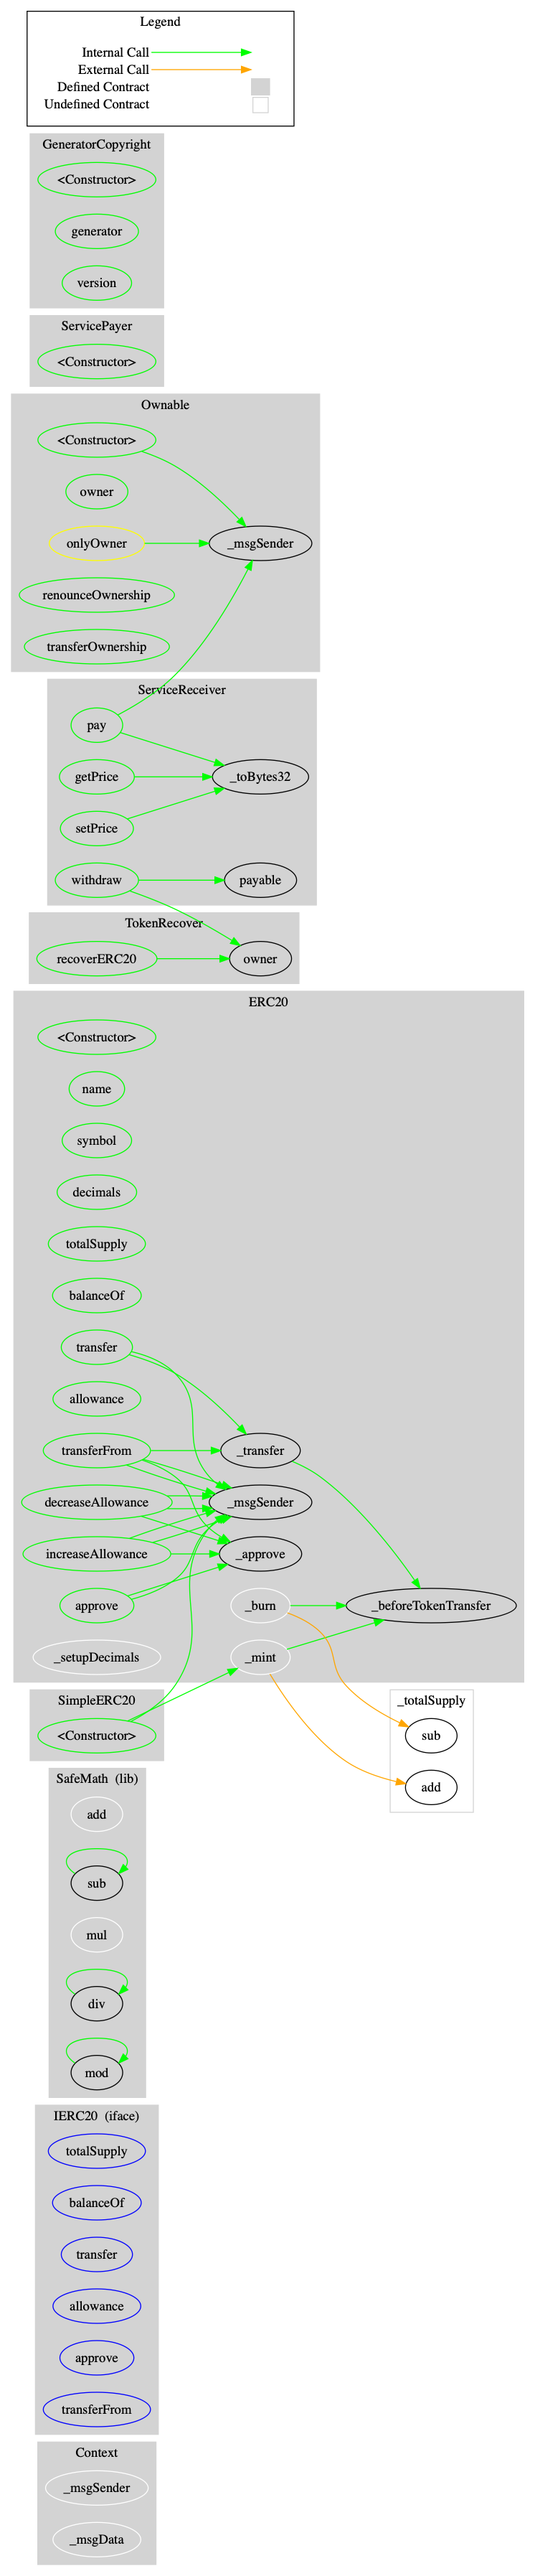 Legend
Internal Call
External Call
Defined Contract
Undefined Contract
GeneratorCopyright
<Constructor>
generator
version
ServicePayer
<Constructor>
Ownable
<Constructor>
owner
onlyOwner
_msgSender
renounceOwnership
transferOwnership
ServiceReceiver
pay
getPrice
_toBytes32
setPrice
withdraw
payable
TokenRecover
recoverERC20
owner
ERC20
<Constructor>
name
symbol
decimals
totalSupply
balanceOf
transfer
allowance
transferFrom
_transfer
decreaseAllowance
_msgSender
increaseAllowance
_approve
approve
_burn
_beforeTokenTransfer
_setupDecimals
_mint
SimpleERC20
<Constructor>
_totalSupply
sub
add
SafeMath  (lib)
add
sub
mul
div
mod
IERC20  (iface)
totalSupply
balanceOf
transfer
allowance
approve
transferFrom
Context
_msgSender
_msgData